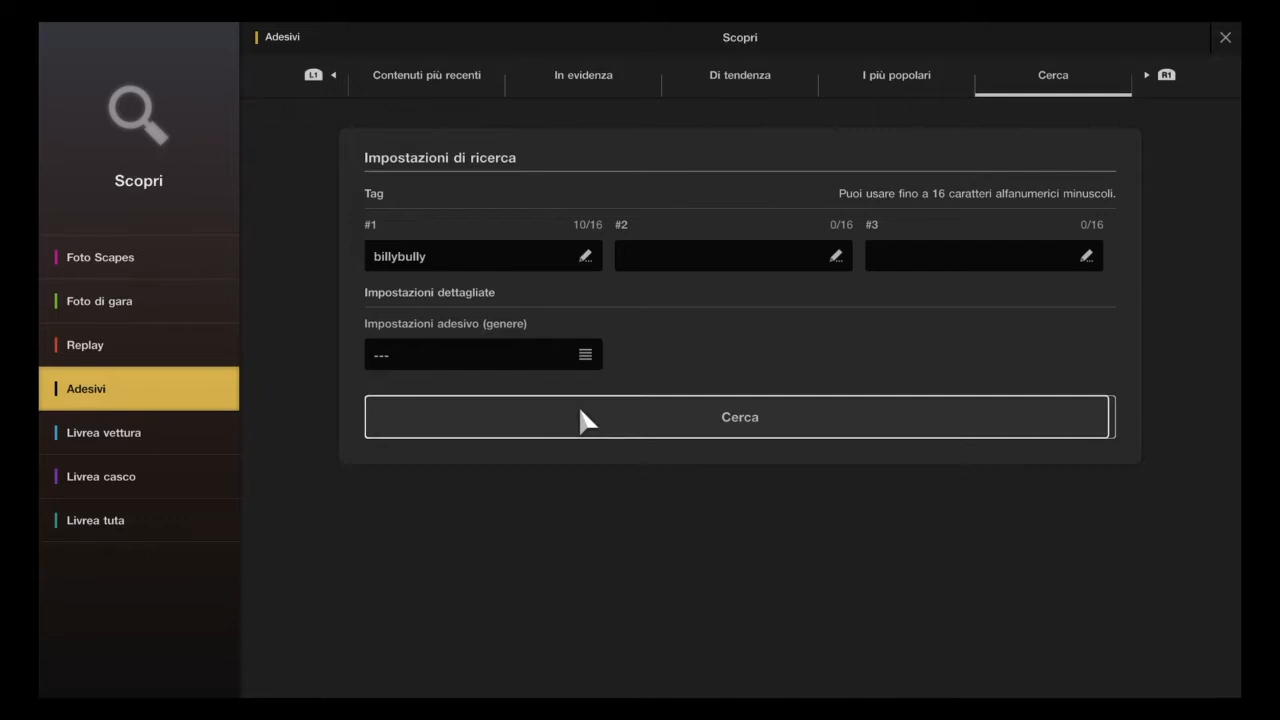 Adesivi
Scopri
L1
Contenuti più recenti
In evidenza
Di tendenza
I più popolari
Cerca
R1
Scopri
Foto Scapes
Foto di gara
Replay
Adesivi
Livrea vettura
Livrea casco
Livrea tuta
Impostazioni di ricerca
Tag
Puoi usare fino a 16 caratteri alfanumerici minuscoli.
#1 10/16
#2 0/16
#3 0/16
billybully
Impostazioni dettagliate
Impostazioni adesivo (genere)
---
Cerca